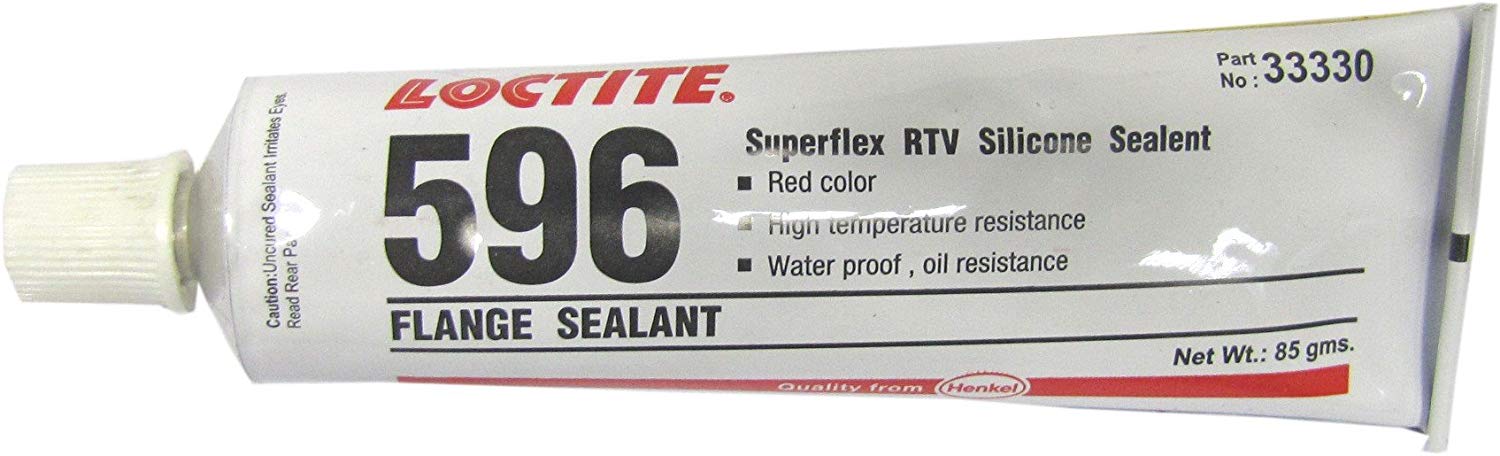 LOCTITE®
Part No : 33330
596
Superflex RTV Silicone Sealent
■ Red color
■ High temperature resistance
■ Water proof , oil resistance
FLANGE SEALANT
Net Wt.: 85 gms.
Quality from Henkel
Caution:Uncured Sealant Irritates Eyes.
Read Rear